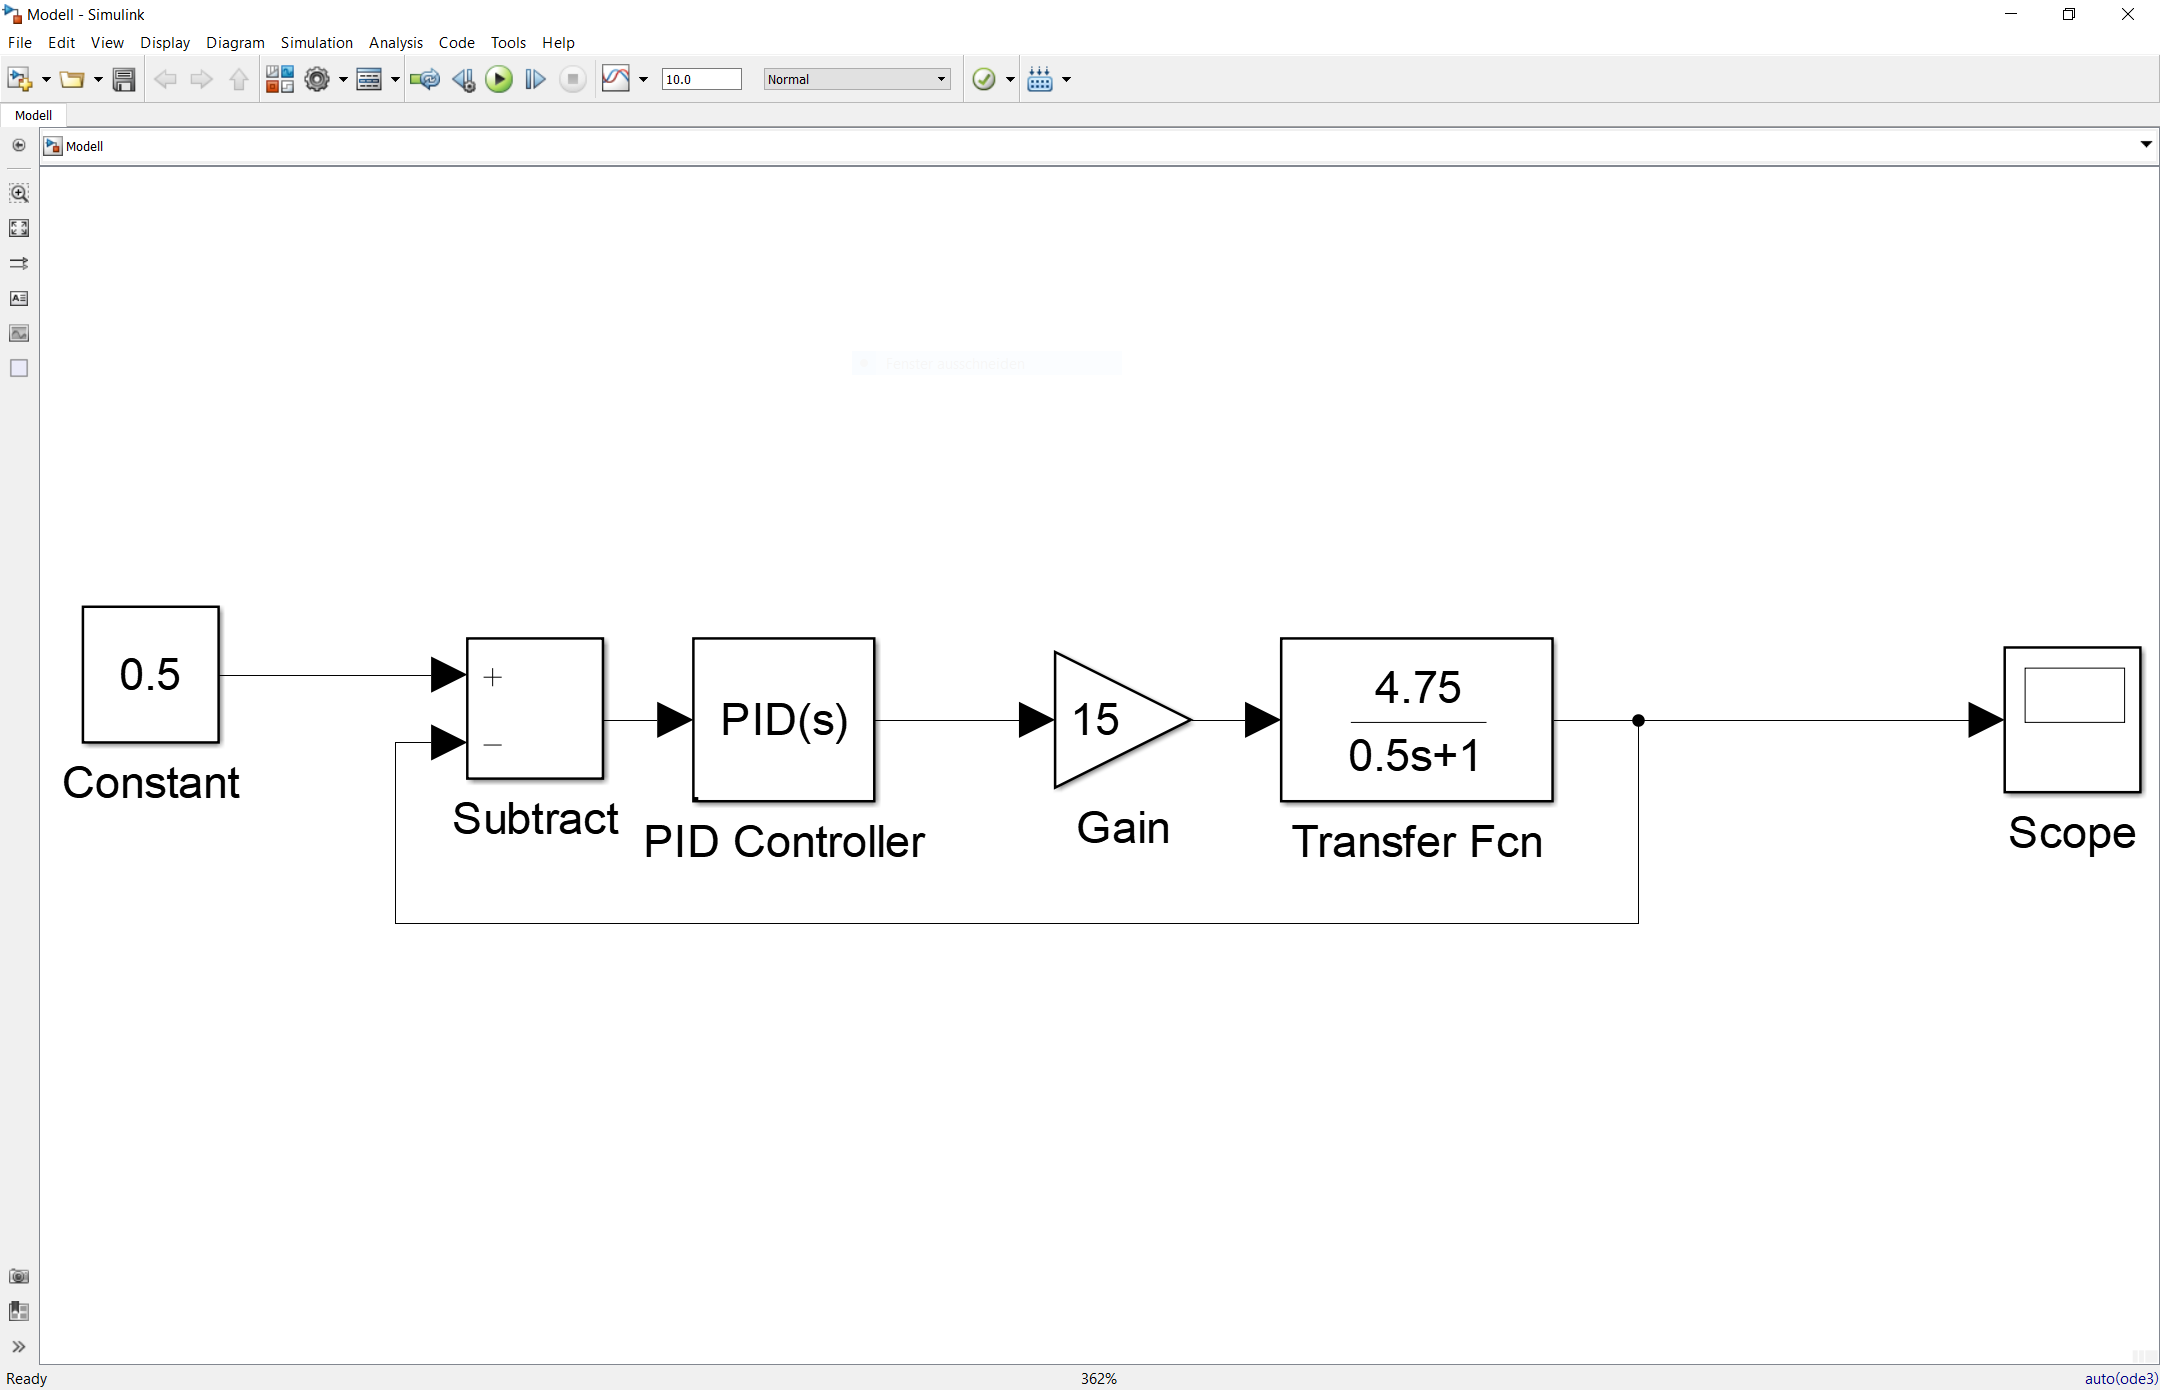 Modell - Simulink
File Edit View Display Diagram Simulation Analysis Code Tools Help
10.0 Normal
Modell
Modell
Fenster ausschneiden
0.5
+
−
PID(s)
15
4.75
0.5s+1
Constant
Subtract
PID Controller
Gain
Transfer Fcn
Scope
Ready 362% auto(ode3)